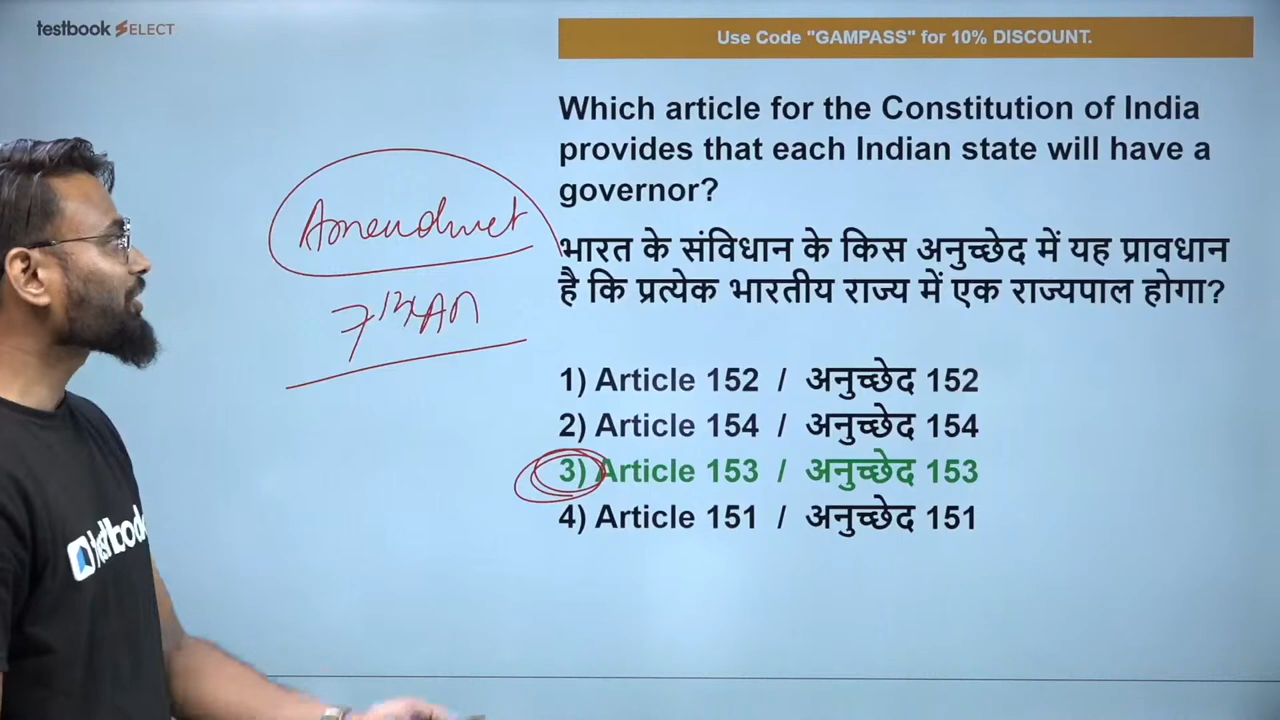 testbook SELECT
Use Code "GAMPASS" for 10% DISCOUNT.
Which article for the Constitution of India
provides that each Indian state will have a
governor?
भारत के संविधान के किस अनुच्छेद में यह प्रावधान
है कि प्रत्येक भारतीय राज्य में एक राज्यपाल होगा?
1) Article 152 / अनुच्छेद 152
2) Article 154 / अनुच्छेद 154
3) Article 153 / अनुच्छेद 153
4) Article 151 / अनुच्छेद 151
7th
testbook